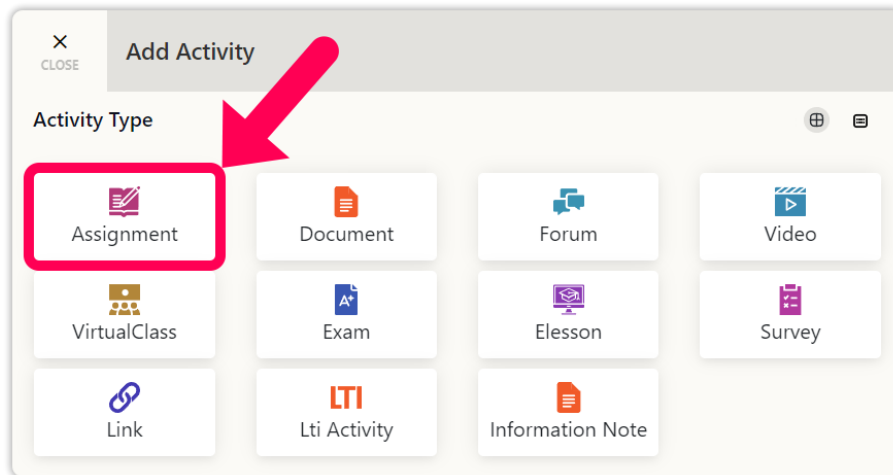 CLOSE
Add Activity
Activity Type
Assignment
Document
Forum
Video
VirtualClass
A+
Exam
Elesson
Survey
Link
LTI
Lti Activity
Information Note